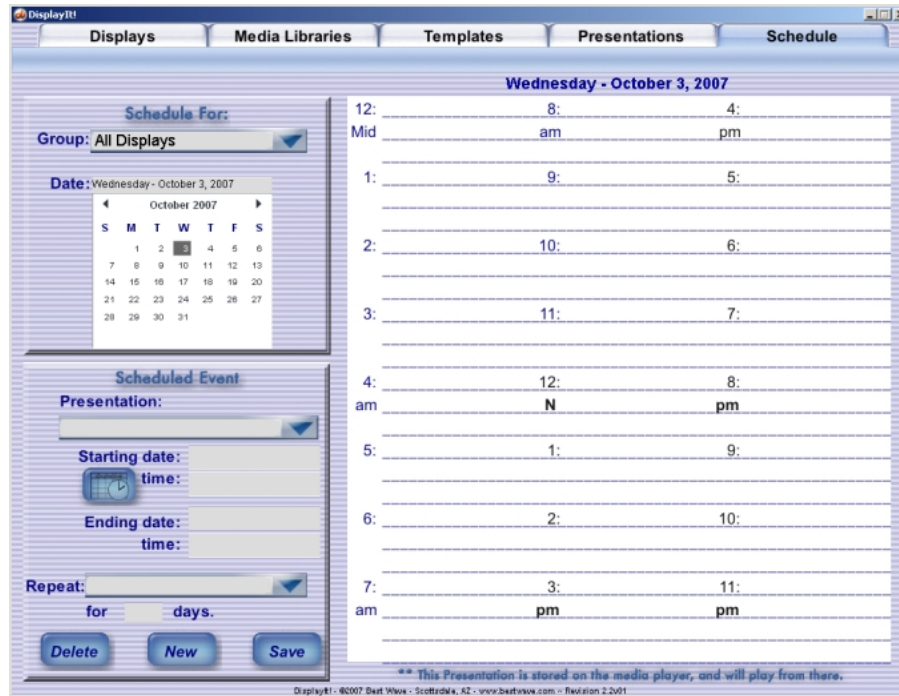 DisplayIt!
Displays Media Libraries Templates Presentations Schedule
Wednesday - October 3, 2007
Schedule For:
Group: All Displays
Date: Wednesday - October 3, 2007
October 2007
S M T W T F S
1 2 3 4 5 6
7 8 9 10 11 12 13
14 15 16 17 18 19 20
21 22 23 24 25 26 27
28 29 30 31
Scheduled Event
Presentation:
Starting date:
time:
Ending date:
time:
Repeat:
for days.
Delete New Save
12: 8: 4:
Mid am pm
1: 9: 5:
2: 10: 6:
3: 11: 7:
4: 12: 8:
am N pm
5: 1: 9:
6: 2: 10:
7: 3: 11:
am pm pm
** This Presentation is stored on the media player, and will play from there.
DisplayIt! - ©2007 Best Wave - Scottsdale, AZ - www.bestwave.com - Revision 2.2v01